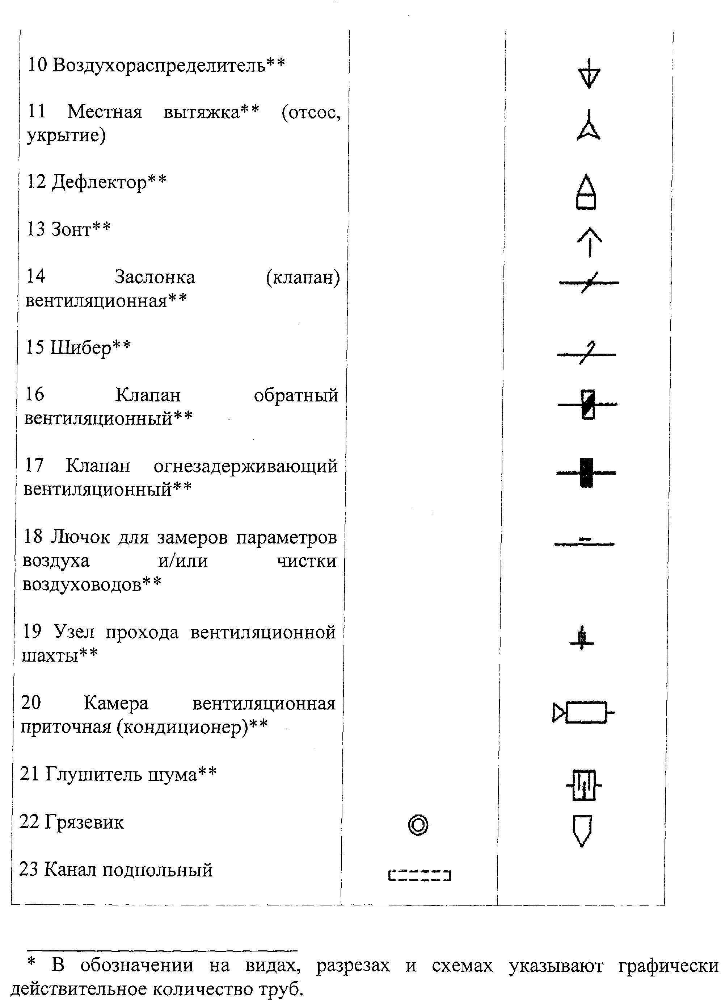 10 Воздухораспределитель**
11 Местная вытяжка** (отсос,
укрытие)
12 Дефлектор**
13 Зонт**
14 Заслонка (клапан)
вентиляционная**
15 Шибер**
16 Клапан обратный
вентиляционный**
17 Клапан огнезадерживающий
вентиляционный**
18 Лючок для замеров параметров
воздуха и/или чистки
воздуховодов**
19 Узел прохода вентиляционной
шахты**
20 Камера вентиляционная
приточная (кондиционер)**
21 Глушитель шума**
22 Грязевик
23 Канал подпольный
* В обозначении на видах, разрезах и схемах указывают графически
действительное количество труб.